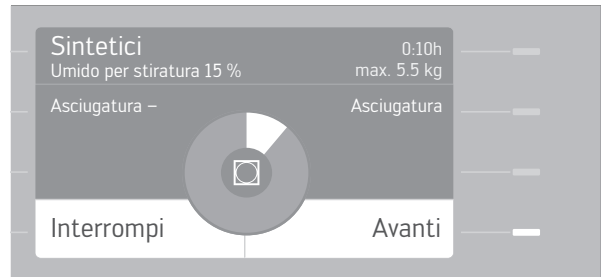 Sintetici 0:10h
Umido per stiratura 15 % max. 5.5 kg
Asciugatura – Asciugatura
Interrompi Avanti